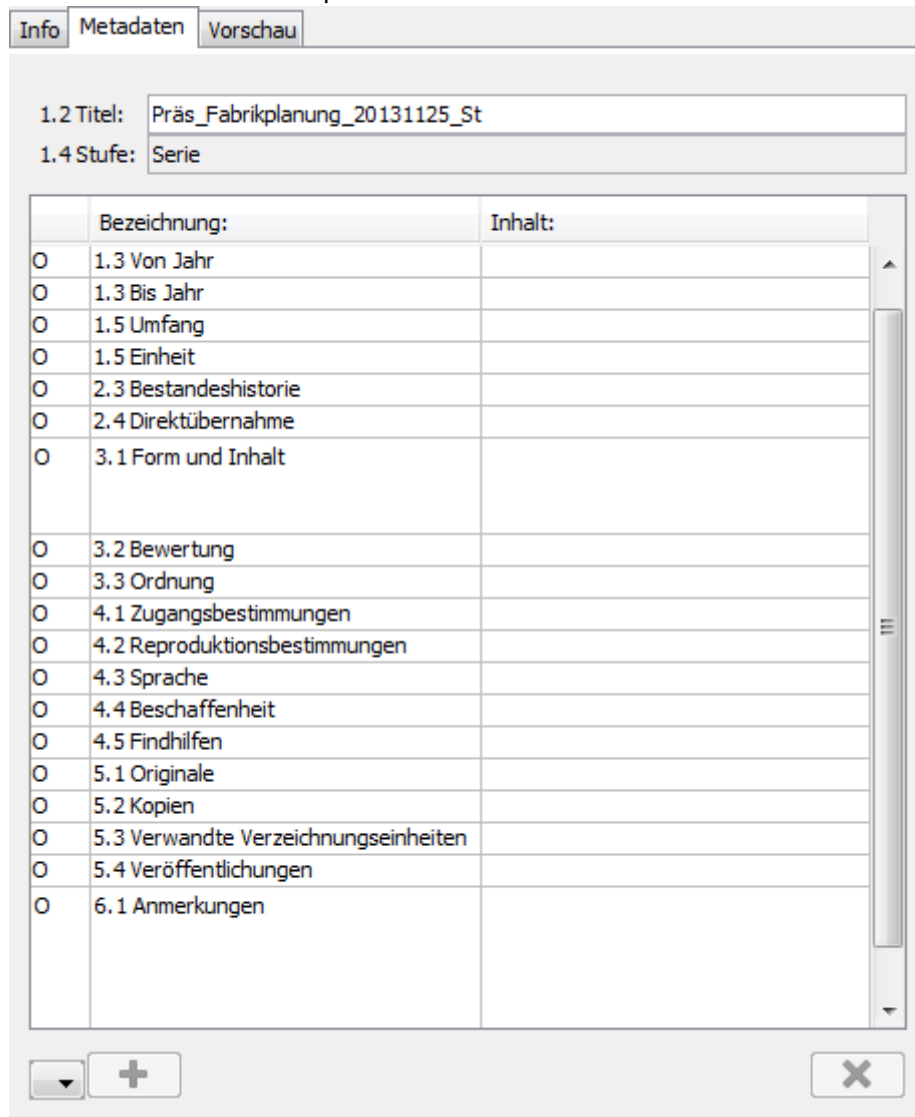 Info Metadaten Vorschau
1.2 Titel: Präs_Fabrikplanung_20131125_St
1.4 Stufe: Serie
Bezeichnung: Inhalt:
O 1.3 Von Jahr
O 1.3 Bis Jahr
O 1.5 Umfang
O 1.5 Einheit
O 2.3 Bestandeshistorie
O 2.4 Direktübernahme
O 3.1 Form und Inhalt
O 3.2 Bewertung
O 3.3 Ordnung
O 4.1 Zugangsbestimmungen
O 4.2 Reproduktionsbestimmungen
O 4.3 Sprache
O 4.4 Beschaffenheit
O 4.5 Findhilfen
O 5.1 Originale
O 5.2 Kopien
O 5.3 Verwandte Verzeichnungseinheiten
O 5.4 Veröffentlichungen
O 6.1 Anmerkungen